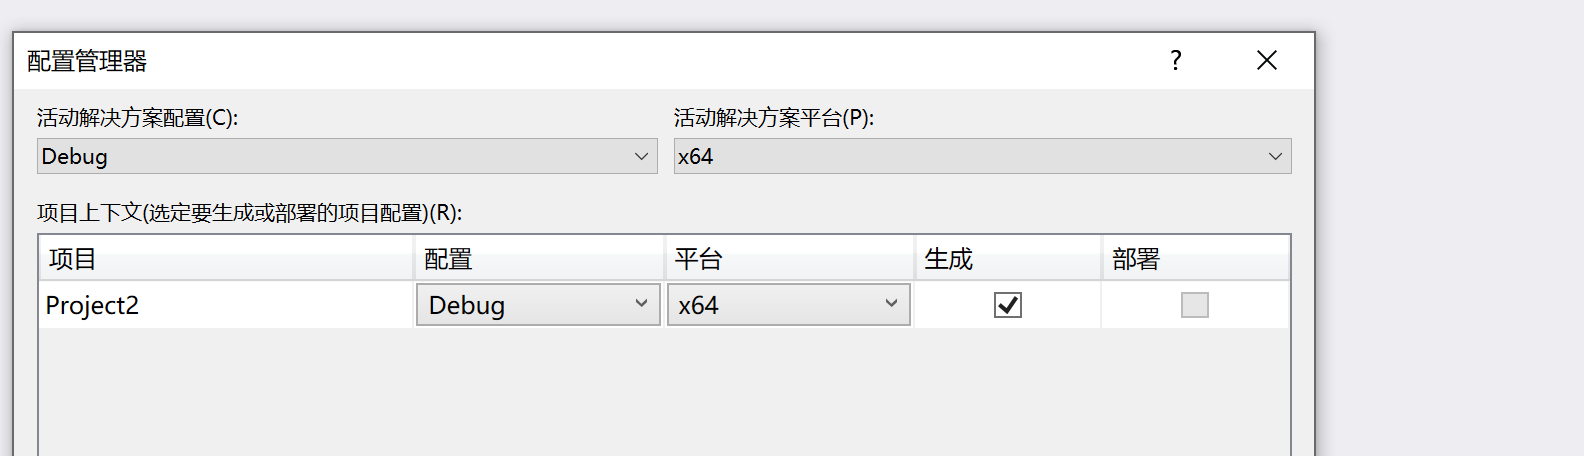 配置管理器
?
活动解决方案配置(C):
活动解决方案平台(P):
Debug
x64
项目上下文(选定要生成或部署的项目配置)(R):
项目 配置 平台 生成 部署
Project2 Debug x64